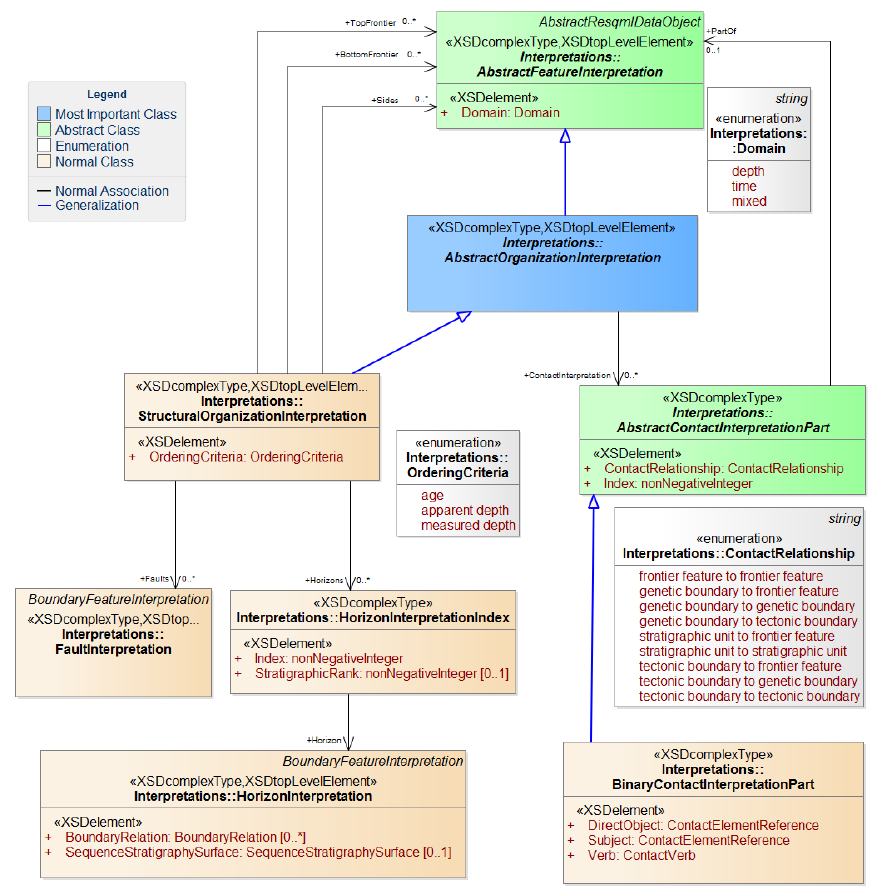 +TopFrontier 0..*
AbstractResqmlDataObject
«XSDcomplexType,XSDtopLevelElement»
Interpretations::
AbstractFeatureInterpretation
«XSDelement»
+ Domain: Domain
+PartOf
0..1
+BottomFrontier 0..*
+Sides 0..*
Legend
Most Important Class
Abstract Class
Enumeration
Normal Class
Normal Association
Generalization
string
«enumeration»
Interpretations:
:Domain
depth
time
mixed
«XSDcomplexType,XSDtopLevelElement»
Interpretations::
AbstractOrganizationInterpretation
+ContactInterpretation 0..*
«XSDcomplexType,XSDtopLevelElem...
Interpretations::
StructuralOrganizationInterpretation
«XSDelement»
+ OrderingCriteria: OrderingCriteria
«enumeration»
Interpretations::
OrderingCriteria
age
apparent depth
measured depth
«XSDcomplexType»
Interpretations::
AbstractContactInterpretationPart
«XSDelement»
+ ContactRelationship: ContactRelationship
+ Index: nonNegativeInteger
string
«enumeration»
Interpretations::ContactRelationship
frontier feature to frontier feature
genetic boundary to frontier feature
genetic boundary to genetic boundary
genetic boundary to tectonic boundary
stratigraphic unit to frontier feature
stratigraphic unit to stratigraphic unit
tectonic boundary to frontier feature
tectonic boundary to genetic boundary
tectonic boundary to tectonic boundary
+Faults 0..*
+Horizons 0..*
BoundaryFeatureInterpretation
«XSDcomplexType,XSDtop...
Interpretations::
FaultInterpretation
«XSDcomplexType»
Interpretations::HorizonInterpretationIndex
«XSDelement»
+ Index: nonNegativeInteger
+ StratigraphicRank: nonNegativeInteger [0..1]
+Horizon
BoundaryFeatureInterpretation
«XSDcomplexType,XSDtopLevelElement»
Interpretations::HorizonInterpretation
«XSDelement»
+ BoundaryRelation: BoundaryRelation [0..*]
+ SequenceStratigraphySurface: SequenceStratigraphySurface [0..1]
«XSDcomplexType»
Interpretations::
BinaryContactInterpretationPart
«XSDelement»
+ DirectObject: ContactElementReference
+ Subject: ContactElementReference
+ Verb: ContactVerb